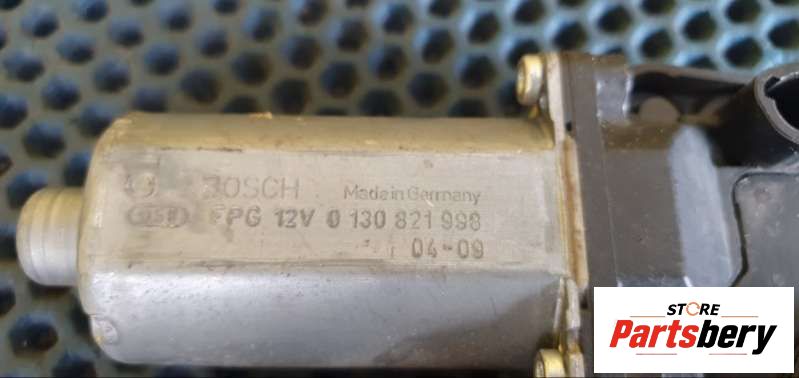 BOSCH Made in Germany
FPG 12V 0 130 821 998
04-09
STORE
Partsbery